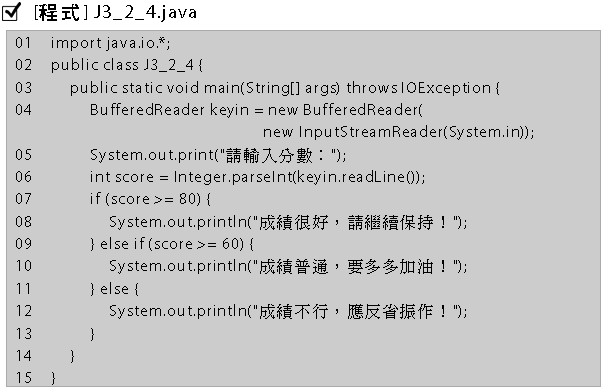 [程式] J3_2_4.java
01 import java.io.*;
02 public class J3_2_4 {
03 public static void main(String[] args) throws IOException {
04 BufferedReader keyin = new BufferedReader(
new InputStreamReader(System.in));
05 System.out.print("請輸入分數：");
06 int score = Integer.parseInt(keyin.readLine());
07 if (score >= 80) {
08 System.out.println("成績很好，請繼續保持！");
09 } else if (score >= 60) {
10 System.out.println("成績普通，要多多加油！");
11 } else {
12 System.out.println("成績不行，應反省振作！");
13 }
14 }
15 }